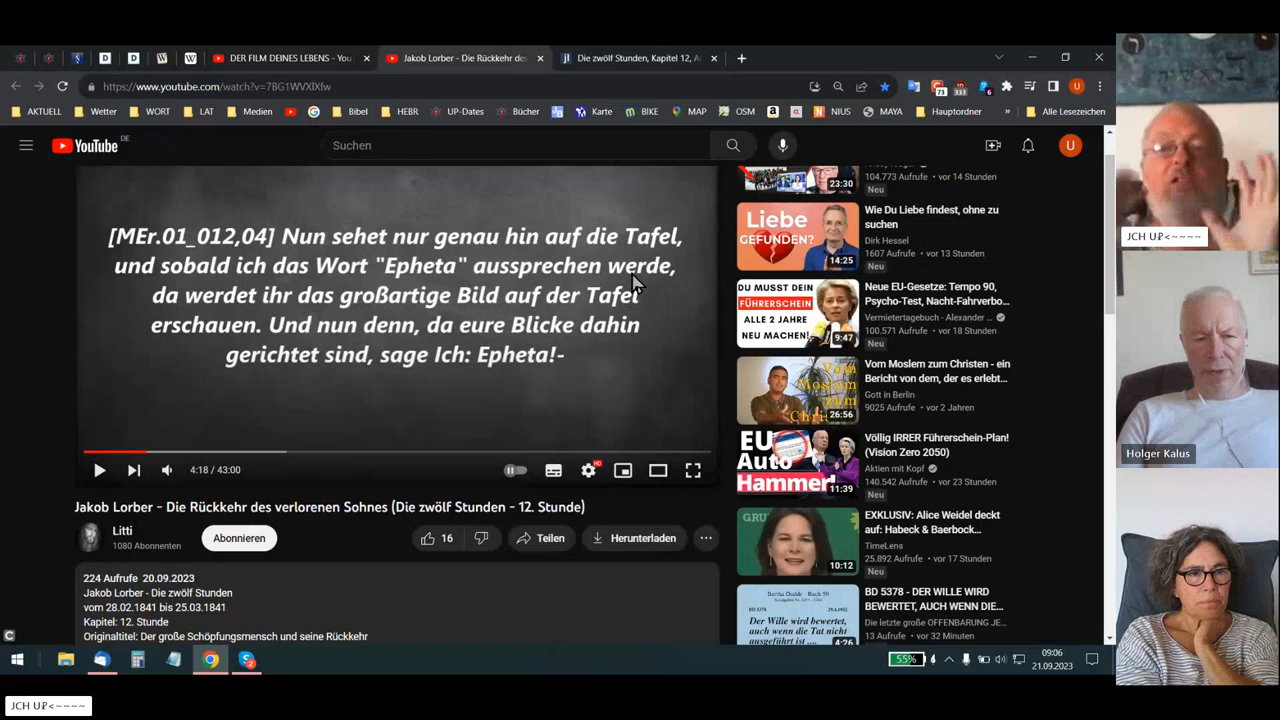 DER FILM DEINES LEBENS - You
Jakob Lorber - Die Rückkehr des
Die zwölf Stunden, Kapitel 12, A
https://www.youtube.com/watch?v=7BG1WVXlXfw
73
333
6
U
AKTUELL
Wetter
WORT
LAT
Medien
Bibel
HEBR
UP-Dates
Bücher
Karte
BIKE
MAP
OSM
NIUS
MAYA
Hauptordner
»
Alle Lesezeichen
YouTube DE
Suchen
U
[MEr.01_012,04] Nun sehet nur genau hin auf die Tafel,
und sobald ich das Wort "Epheta" aussprechen werde,
da werdet ihr das großartige Bild auf der Tafel
erschauen. Und nun denn, da eure Blicke dahin
gerichtet sind, sage Ich: Epheta!-
4:18 / 43:00
HD
Jakob Lorber - Die Rückkehr des verlorenen Sohnes (Die zwölf Stunden - 12. Stunde)
Litti
1080 Abonnenten
Abonnieren
16
Teilen
Herunterladen
224 Aufrufe 20.09.2023
Jakob Lorber - Die zwölf Stunden
vom 28.02.1841 bis 25.03.1841
Kapitel: 12. Stunde
Originaltitel: Der große Schöpfungsmensch und seine Rückkehr
23:30
104.773 Aufrufe • vor 14 Stunden
Neu
Liebe
GEFUNDEN?
14:25
Wie Du Liebe findest, ohne zu
suchen
Dirk Hessel
1607 Aufrufe • vor 13 Stunden
Neu
DU MUSST DEIN
FÜHRERSCHEIN
ALLE 2 JAHRE
NEU MACHEN!
9:47
Neue EU-Gesetze: Tempo 90,
Psycho-Test, Nacht-Fahrverbo...
Vermietertagebuch - Alexander ...
100.571 Aufrufe • vor 18 Stunden
Neu
Vom
Moslem
zum
26:56
Vom Moslem zum Christen - ein
Bericht von dem, der es erlebt...
Gott in Berlin
9025 Aufrufe • vor 2 Jahren
EU
Auto
Hammer!
11:39
Völlig IRRER Führerschein-Plan!
(Vision Zero 2050)
Aktien mit Kopf
140.542 Aufrufe • vor 23 Stunden
Neu
10:12
EXKLUSIV: Alice Weidel deckt
auf: Habeck & Baerbock...
TimeLens
25.892 Aufrufe • vor 17 Stunden
Neu
Bertha Dudde - Buch 59
Der Wille wird
bewertet,
auch wenn die Tat nicht
ausgeführt ist ....
4:26
BD 5378 - DER WILLE WIRD
BEWERTET, AUCH WENN DIE...
Die letzte große OFFENBARUNG JE...
13 Aufrufe • vor 32 Minuten
55%
09:06
21.09.2023
JCH U₽<~~~~
Holger Kalus
JCH U₽<~~~~